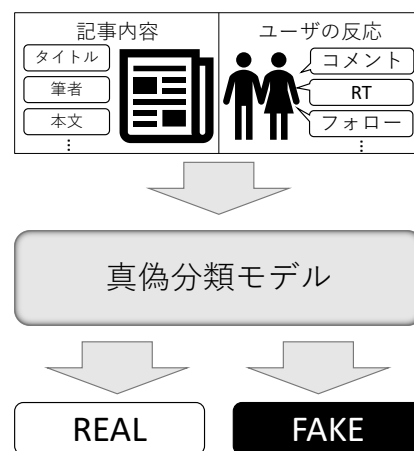 記事内容
タイトル
筆者
本文
⋮
ユーザの反応
コメント
RT
フォロー
⋮
真偽分類モデル
REAL
FAKE